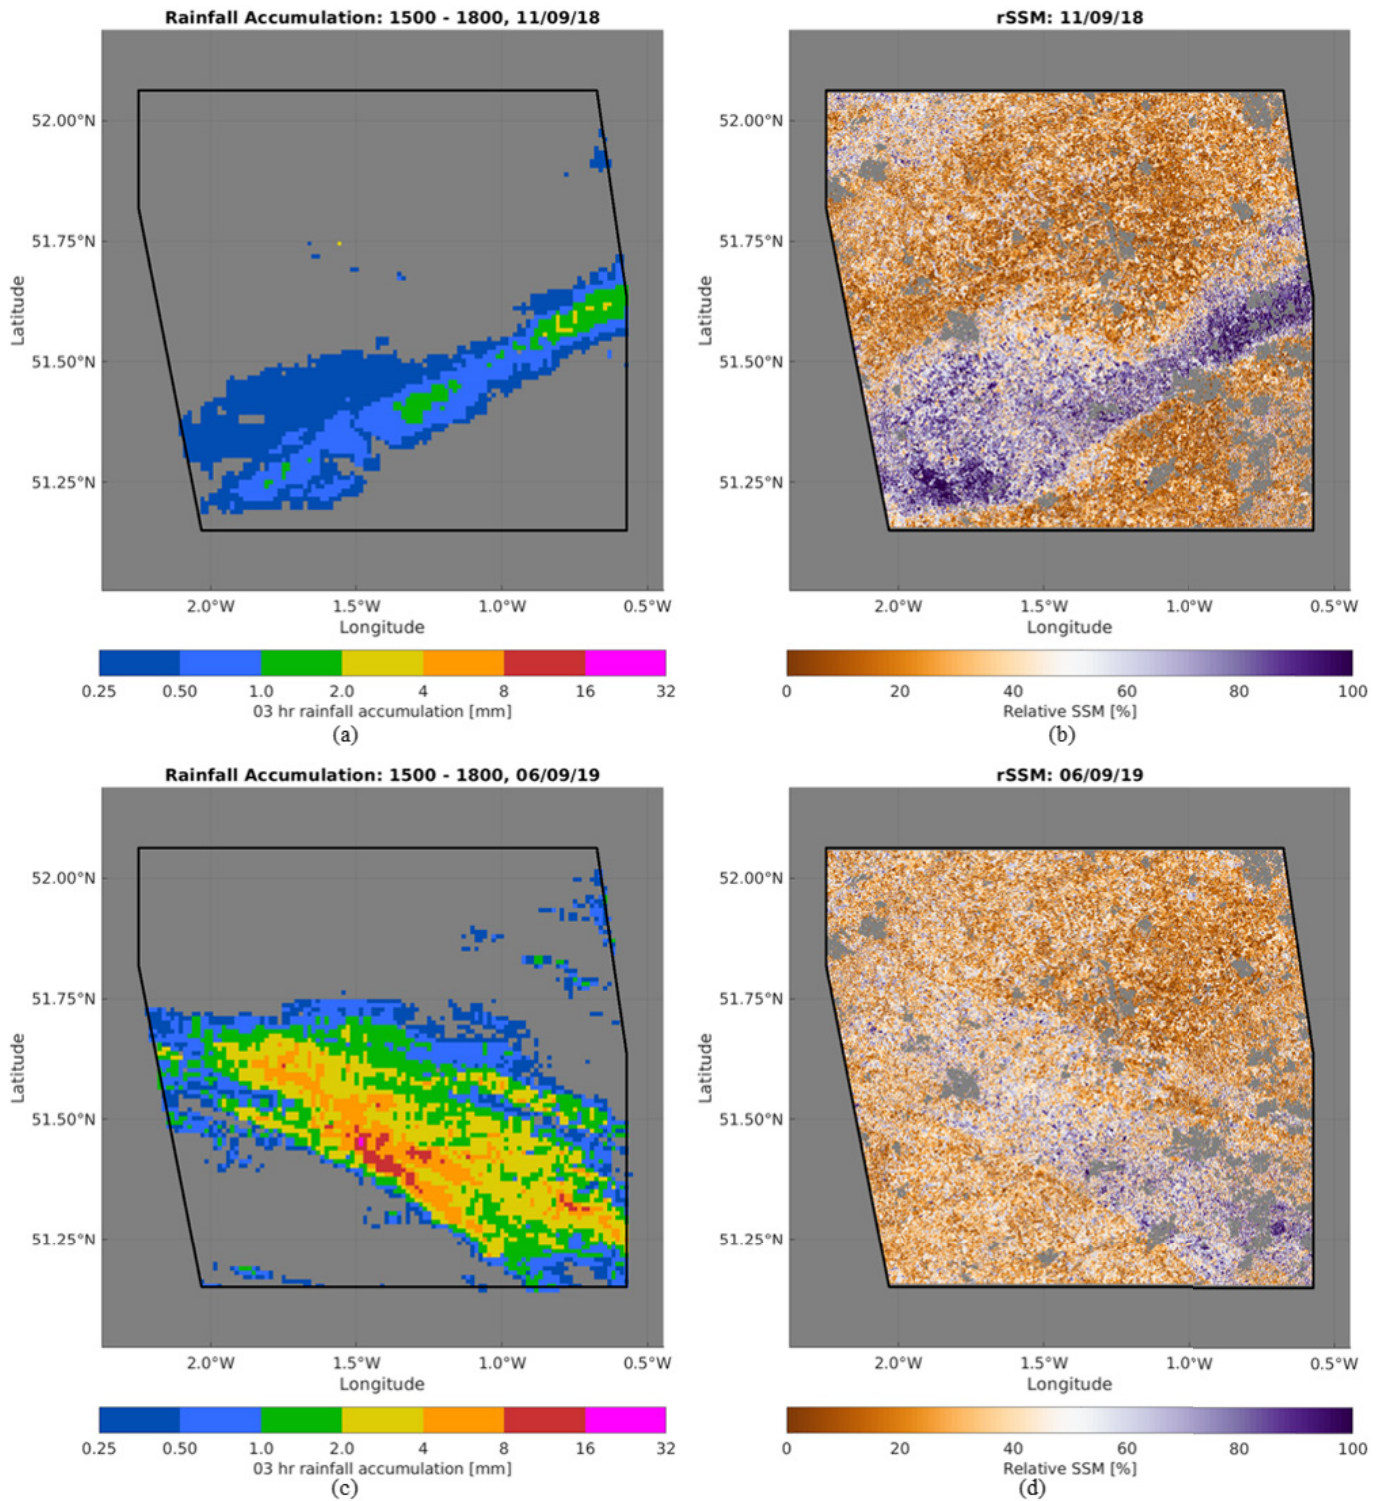 Rainfall Accumulation: 1500 - 1800, 11/09/18
52.00°N
51.75°N
51.50°N
51.25°N
Latitude
2.0°W 1.5°W 1.0°W 0.5°W
Longitude
0.25 0.50 1.0 2.0 4 8 16 32
03 hr rainfall accumulation [mm]
(a)
rSSM: 11/09/18
52.00°N
51.75°N
51.50°N
51.25°N
Latitude
2.0°W 1.5°W 1.0°W 0.5°W
Longitude
0 20 40 60 80 100
Relative SSM [%]
(b)
Rainfall Accumulation: 1500 - 1800, 06/09/19
52.00°N
51.75°N
51.50°N
51.25°N
Latitude
2.0°W 1.5°W 1.0°W 0.5°W
Longitude
0.25 0.50 1.0 2.0 4 8 16 32
03 hr rainfall accumulation [mm]
(c)
rSSM: 06/09/19
52.00°N
51.75°N
51.50°N
51.25°N
Latitude
2.0°W 1.5°W 1.0°W 0.5°W
Longitude
0 20 40 60 80 100
Relative SSM [%]
(d)